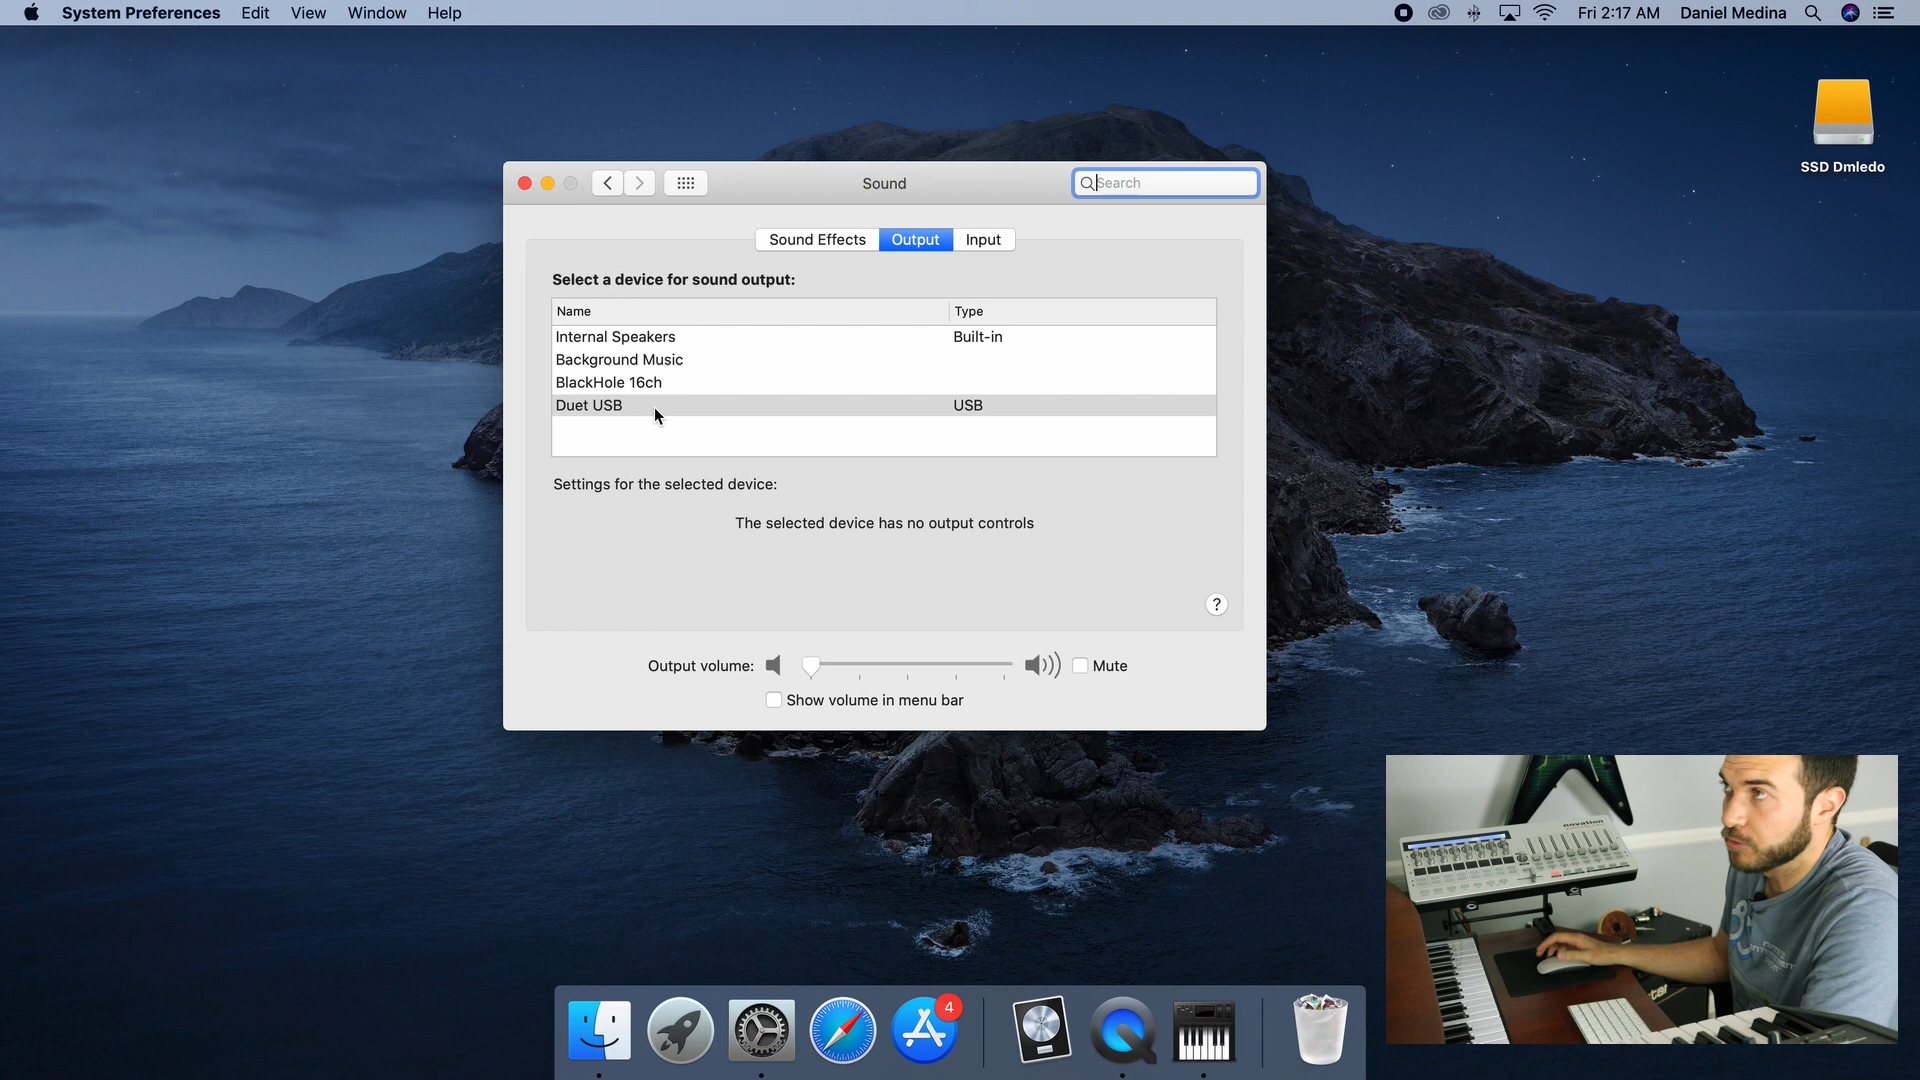 System Preferences Edit View Window Help
Fri 2:17 AM Daniel Medina
SSD Dmledo
Sound
Search
Sound Effects Output Input
Select a device for sound output:
Name Type
Internal Speakers Built-in
Background Music
BlackHole 16ch
Duet USB USB
Settings for the selected device:
The selected device has no output controls
?
Output volume: Mute
Show volume in menu bar
4
novation